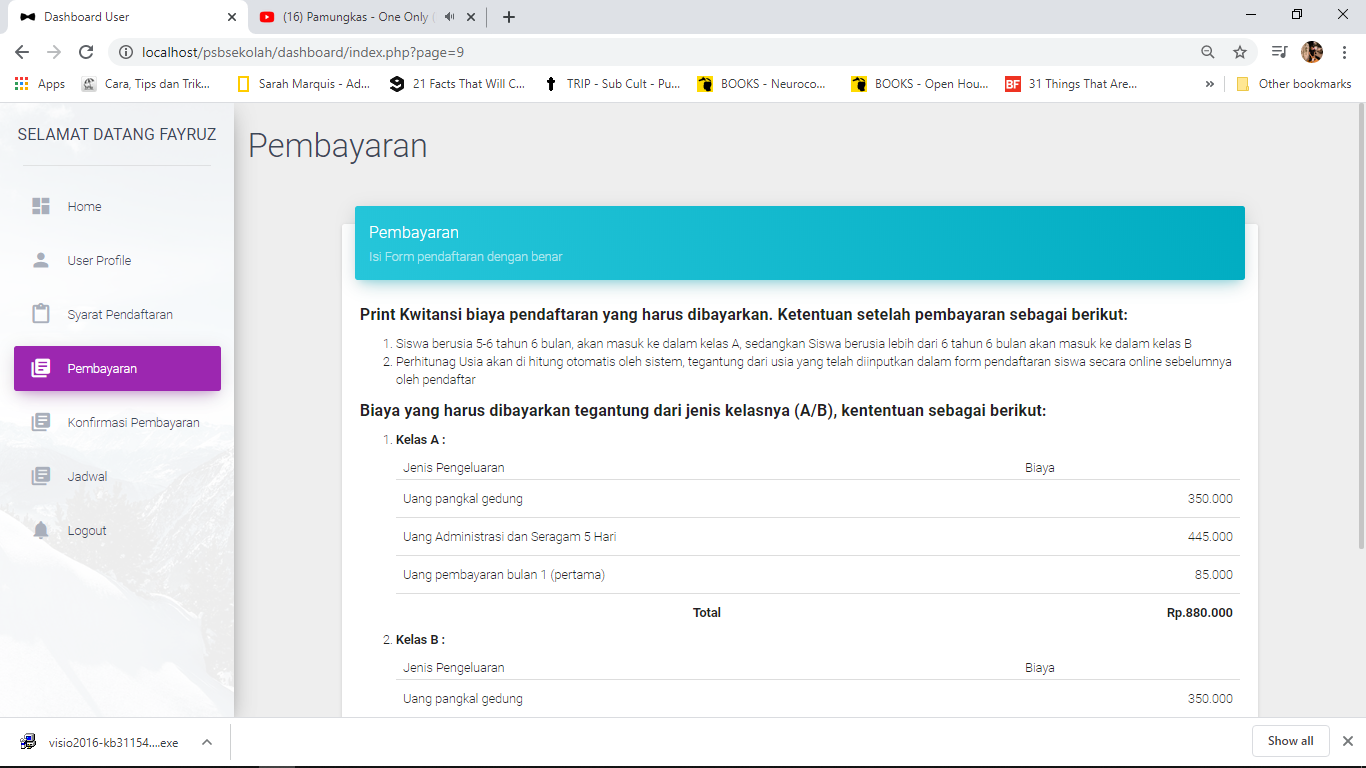 Dashboard User
(16) Pamungkas - One Only (
localhost/psbsekolah/dashboard/index.php?page=9
Apps
Cara, Tips dan Trik...
Sarah Marquis - Ad...
21 Facts That Will C...
TRIP - Sub Cult - Pu...
BOOKS - Neuroco...
BOOKS - Open Hou...
BF
31 Things That Are...
»
Other bookmarks
SELAMAT DATANG FAYRUZ
Home
User Profile
Syarat Pendaftaran
Pembayaran
Konfirmasi Pembayaran
Jadwal
Logout
Pembayaran
Pembayaran
Isi Form pendaftaran dengan benar
Print Kwitansi biaya pendaftaran yang harus dibayarkan. Ketentuan setelah pembayaran sebagai berikut:
1. Siswa berusia 5-6 tahun 6 bulan, akan masuk ke dalam kelas A, sedangkan Siswa berusia lebih dari 6 tahun 6 bulan akan masuk ke dalam kelas B
2. Perhitunag Usia akan di hitung otomatis oleh sistem, tegantung dari usia yang telah diinputkan dalam form pendaftaran siswa secara online sebelumnya
oleh pendaftar
Biaya yang harus dibayarkan tegantung dari jenis kelasnya (A/B), kententuan sebagai berikut:
1. Kelas A :
Jenis Pengeluaran Biaya
Uang pangkal gedung 350.000
Uang Administrasi dan Seragam 5 Hari 445.000
Uang pembayaran bulan 1 (pertama) 85.000
Total Rp.880.000
2. Kelas B :
Jenis Pengeluaran Biaya
Uang pangkal gedung 350.000
visio2016-kb31154....exe
Show all